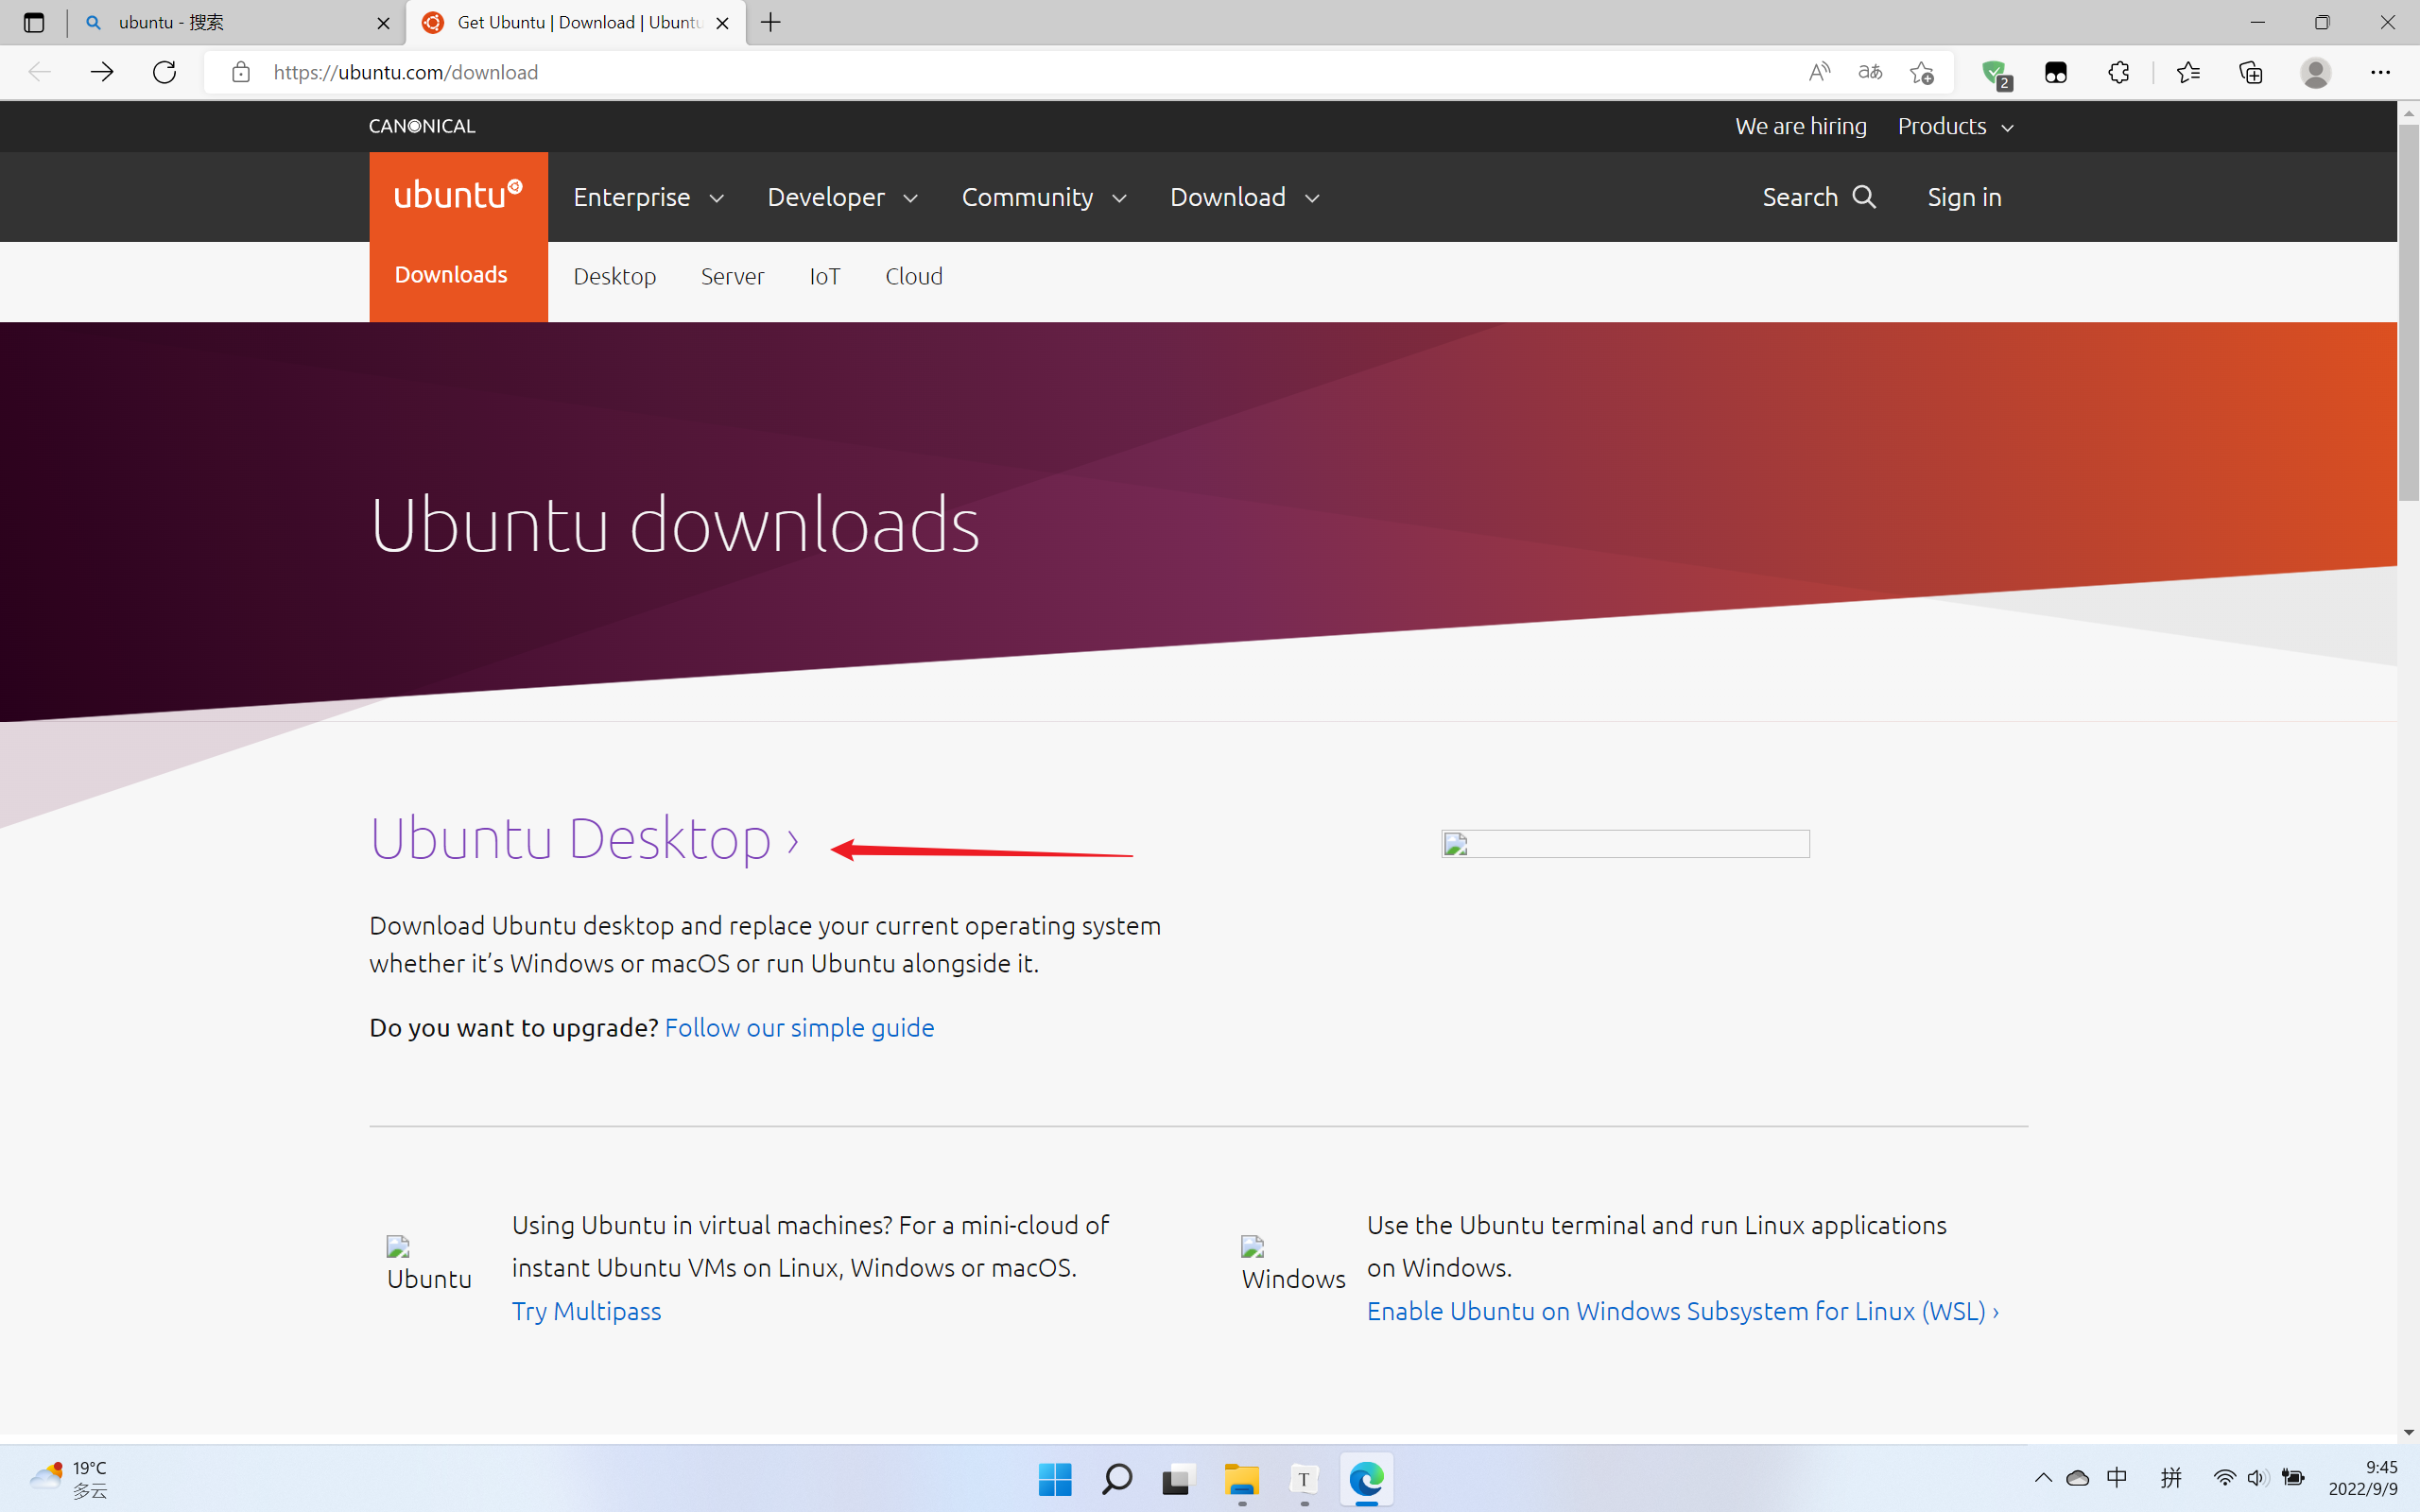 ubuntu - 搜索
Get Ubuntu | Download | Ubuntu
https://ubuntu.com/download
2
CANONICAL
We are hiring Products
ubuntu
Enterprise Developer Community Download Search Sign in
Downloads Desktop Server IoT Cloud
Ubuntu downloads
Ubuntu Desktop ›
Download Ubuntu desktop and replace your current operating system
whether it’s Windows or macOS or run Ubuntu alongside it.
Do you want to upgrade? Follow our simple guide
Ubuntu
Using Ubuntu in virtual machines? For a mini-cloud of
instant Ubuntu VMs on Linux, Windows or macOS.
Try Multipass
Windows
Use the Ubuntu terminal and run Linux applications
on Windows.
Enable Ubuntu on Windows Subsystem for Linux (WSL) ›
19°C
多云
T
中 拼
9:45
2022/9/9